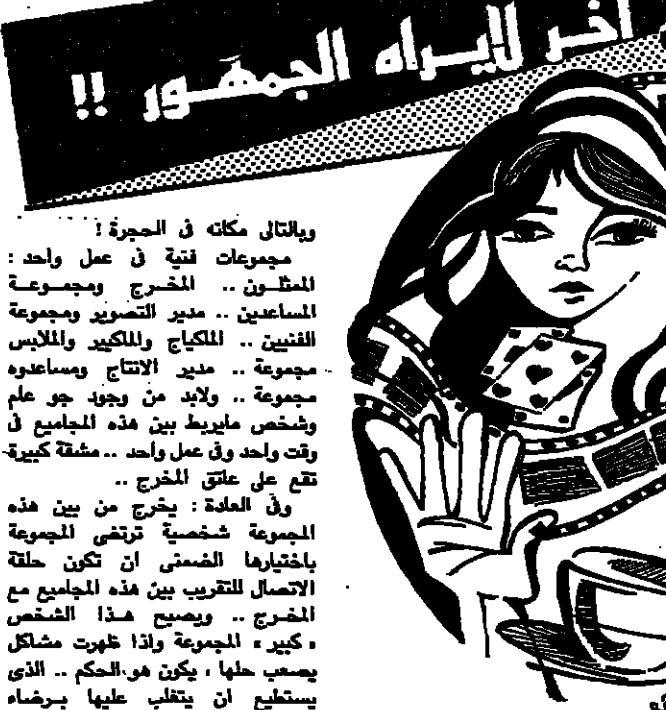 آخر لايراه الجمهور !!
وبالتالى مكانه فى الحجرة !
مجموعات فنية فى عمل واحد :
الممثلون .. المخرج ومجموعة
المساعدين .. مدير التصوير ومجموعة
الفنيين .. الماكياج والماكيير والملابس
مجموعة .. مدير الانتاج ومساعدوه
مجموعة .. ولابد من وجود جو عام
وشخص مايربط بين هذه المجاميع فى
وقت واحد وفى عمل واحد .. مشقة كبيرة
تقع على عاتق المخرج ..
وفى العادة : يخرج من بين هذه
المجموعة شخصية ترتضى المجموعة
باختيارها الضمنى ان تكون حلقة
الاتصال للتقريب بين هذه المجاميع مع
المخرج .. ويصبح هذا الشخص
« كبير » المجموعة واذا ظهرت مشاكل
يصعب حلها ، يكون هو الحكم .. الذى
يستطيع ان يتغلب عليها برضاء